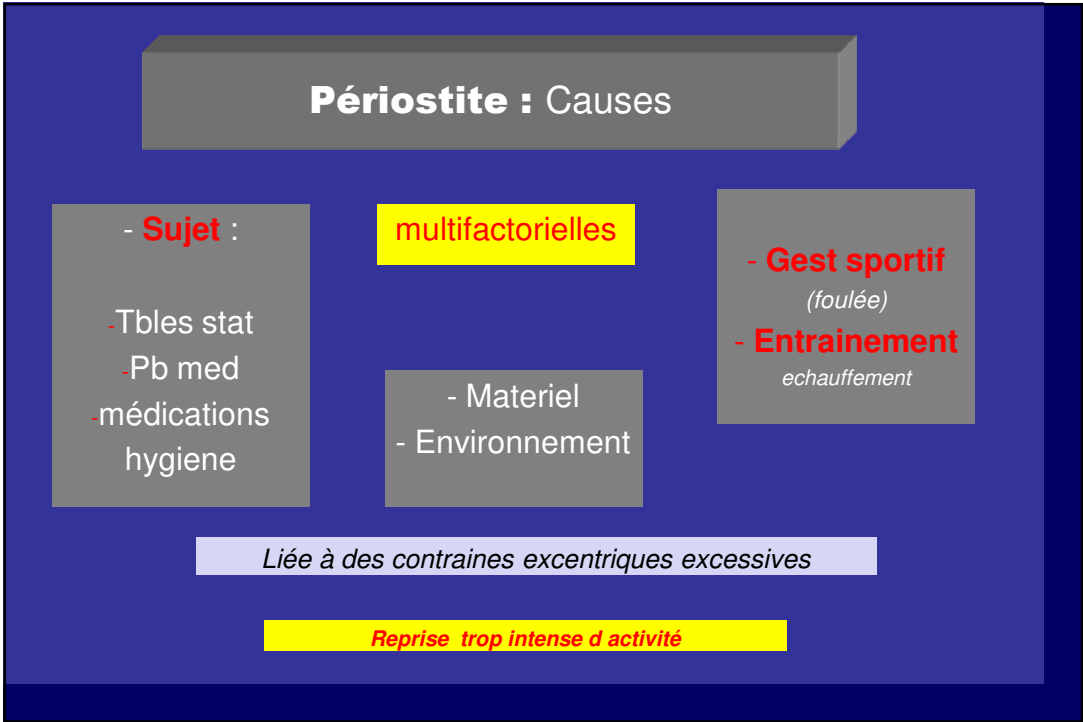 Périostite : Causes
- Sujet :
-Tbles stat
-Pb med
-médications
hygiene
multifactorielles
- Materiel
- Environnement
- Gest sportif
(foulée)
- Entrainement
echauffement
Liée à des contraines excentriques excessives
Reprise trop intense d activité